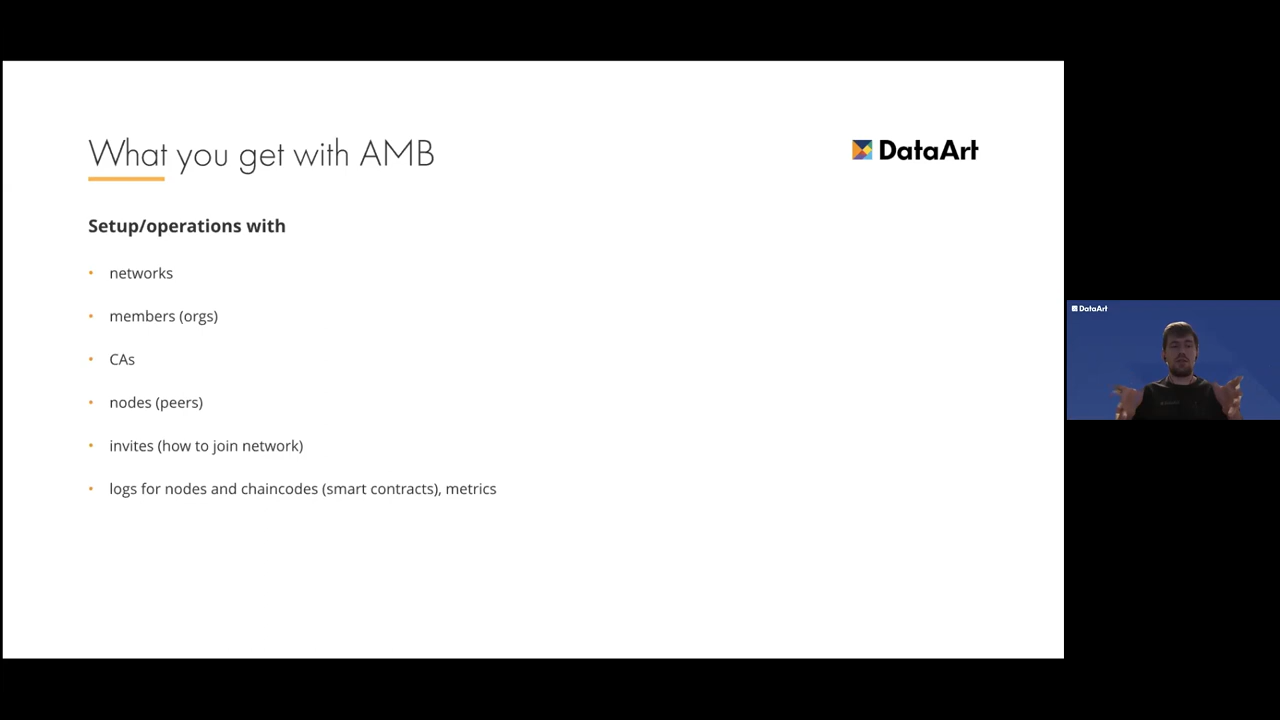 What you get with AMB
DataArt
Setup/operations with
• networks
• members (orgs)
• CAs
• nodes (peers)
• invites (how to join network)
• logs for nodes and chaincodes (smart contracts), metrics
DataArt